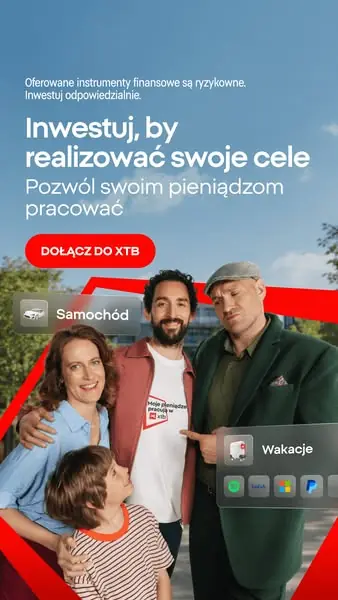 Oferowane instrumenty finansowe są ryzykowne.
Inwestuj odpowiedzialnie.
Inwestuj, by
realizować swoje cele
Pozwól swoim pieniądzom
pracować
DOŁĄCZ DO XTB
Samochód
Moje pieniądze
pracują w
xtb
Wakacje